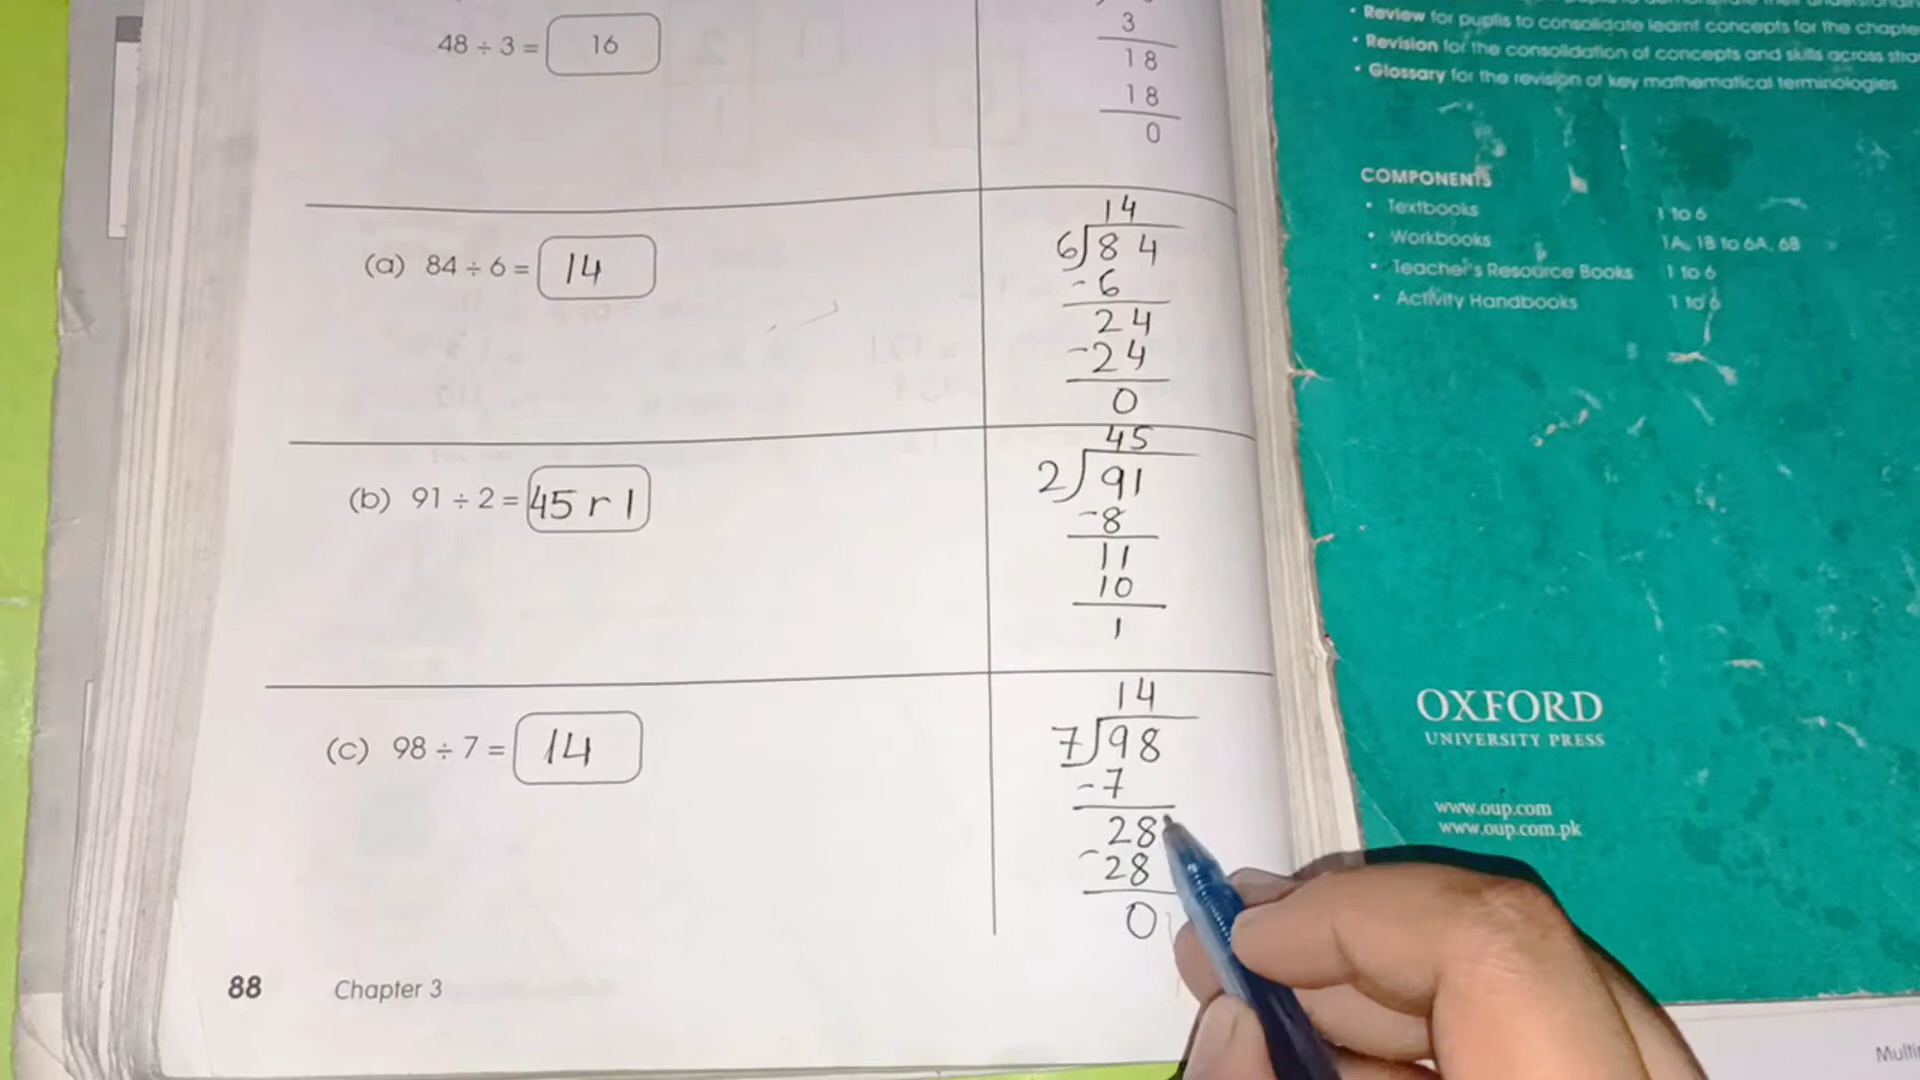 48 ÷ 3 = 16
3
18
18
0
(a) 84 ÷ 6 = 14
14
6)84
-6
24
-24
0
(b) 91 ÷ 2 = 45 r 1
45
2)91
-8
11
10
1
(c) 98 ÷ 7 = 14
14
7)98
-7
28
-28
0
88 Chapter 3
• Review for pupils to consolidate learnt concepts for the chapter
• Revision for the consolidation of concepts and skills across
• Glossary for the revision of key mathematical terminologies
COMPONENTS
• Textbooks 1 to 6
• Workbooks 1A, 1B to 6A, 6B
• Teacher's Resource Books 1 to 6
• Activity Handbooks 1 to 6
OXFORD
UNIVERSITY PRESS
www.oup.com
www.oup.com.pk